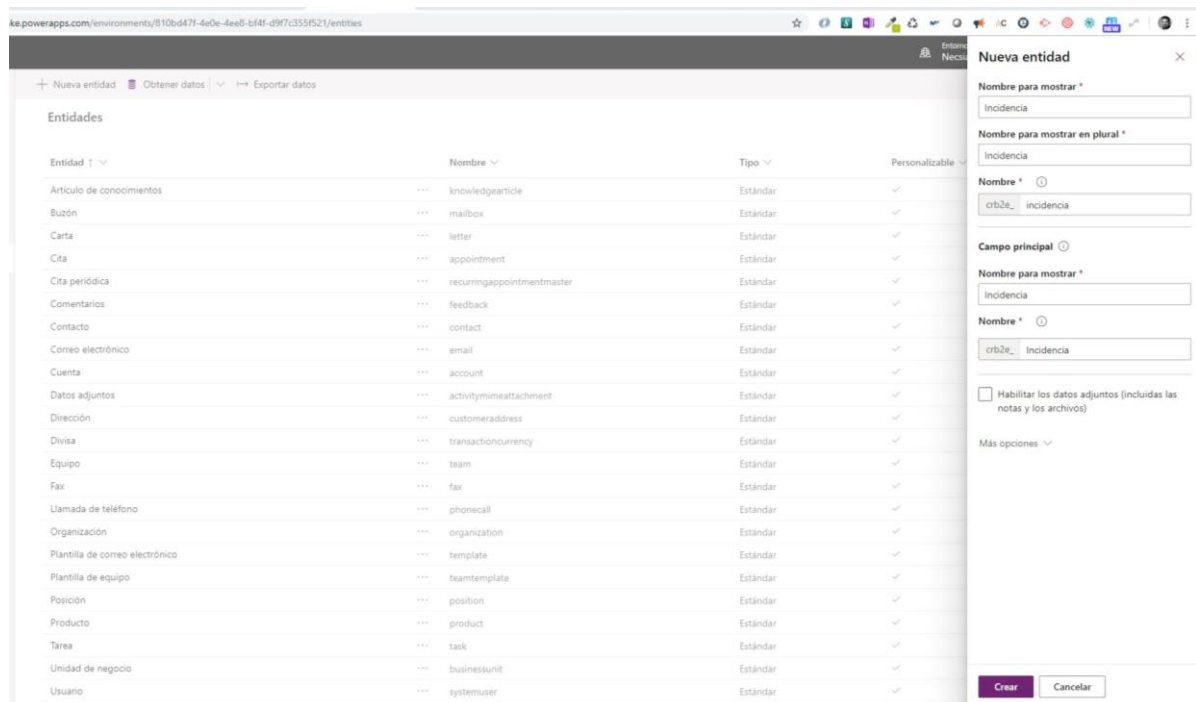 ke.powerapps.com/environments/810bd47f-4e0e-4ee8-bf4f-d9f7c355f521/entities
NEW
Entorno
Necsia
Nueva entidad Obtener datos Exportar datos
Entidades
Entidad ↑ Nombre Tipo Personalizable
Artículo de conocimientos ··· knowledgearticle Estándar ✓
Buzón ··· mailbox Estándar ✓
Carta ··· letter Estándar ✓
Cita ··· appointment Estándar ✓
Cita periódica ··· recurringappointmentmaster Estándar ✓
Comentarios ··· feedback Estándar ✓
Contacto ··· contact Estándar ✓
Correo electrónico ··· email Estándar ✓
Cuenta ··· account Estándar ✓
Datos adjuntos ··· activitymimeattachment Estándar ✓
Dirección ··· customeraddress Estándar ✓
Divisa ··· transactioncurrency Estándar ✓
Equipo ··· team Estándar ✓
Fax ··· fax Estándar ✓
Llamada de teléfono ··· phonecall Estándar ✓
Organización ··· organization Estándar ✓
Plantilla de correo electrónico ··· template Estándar ✓
Plantilla de equipo ··· teamtemplate Estándar ✓
Posición ··· position Estándar ✓
Producto ··· product Estándar ✓
Tarea ··· task Estándar ✓
Unidad de negocio ··· businessunit Estándar ✓
Usuario ··· systemuser Estándar ✓
Nueva entidad
Nombre para mostrar *
Incidencia
Nombre para mostrar en plural *
Incidencia
Nombre *
crb2e_ incidencia
Campo principal
Nombre para mostrar *
Incidencia
Nombre *
crb2e_ Incidencia
Habilitar los datos adjuntos (incluidas las
notas y los archivos)
Más opciones
Crear Cancelar